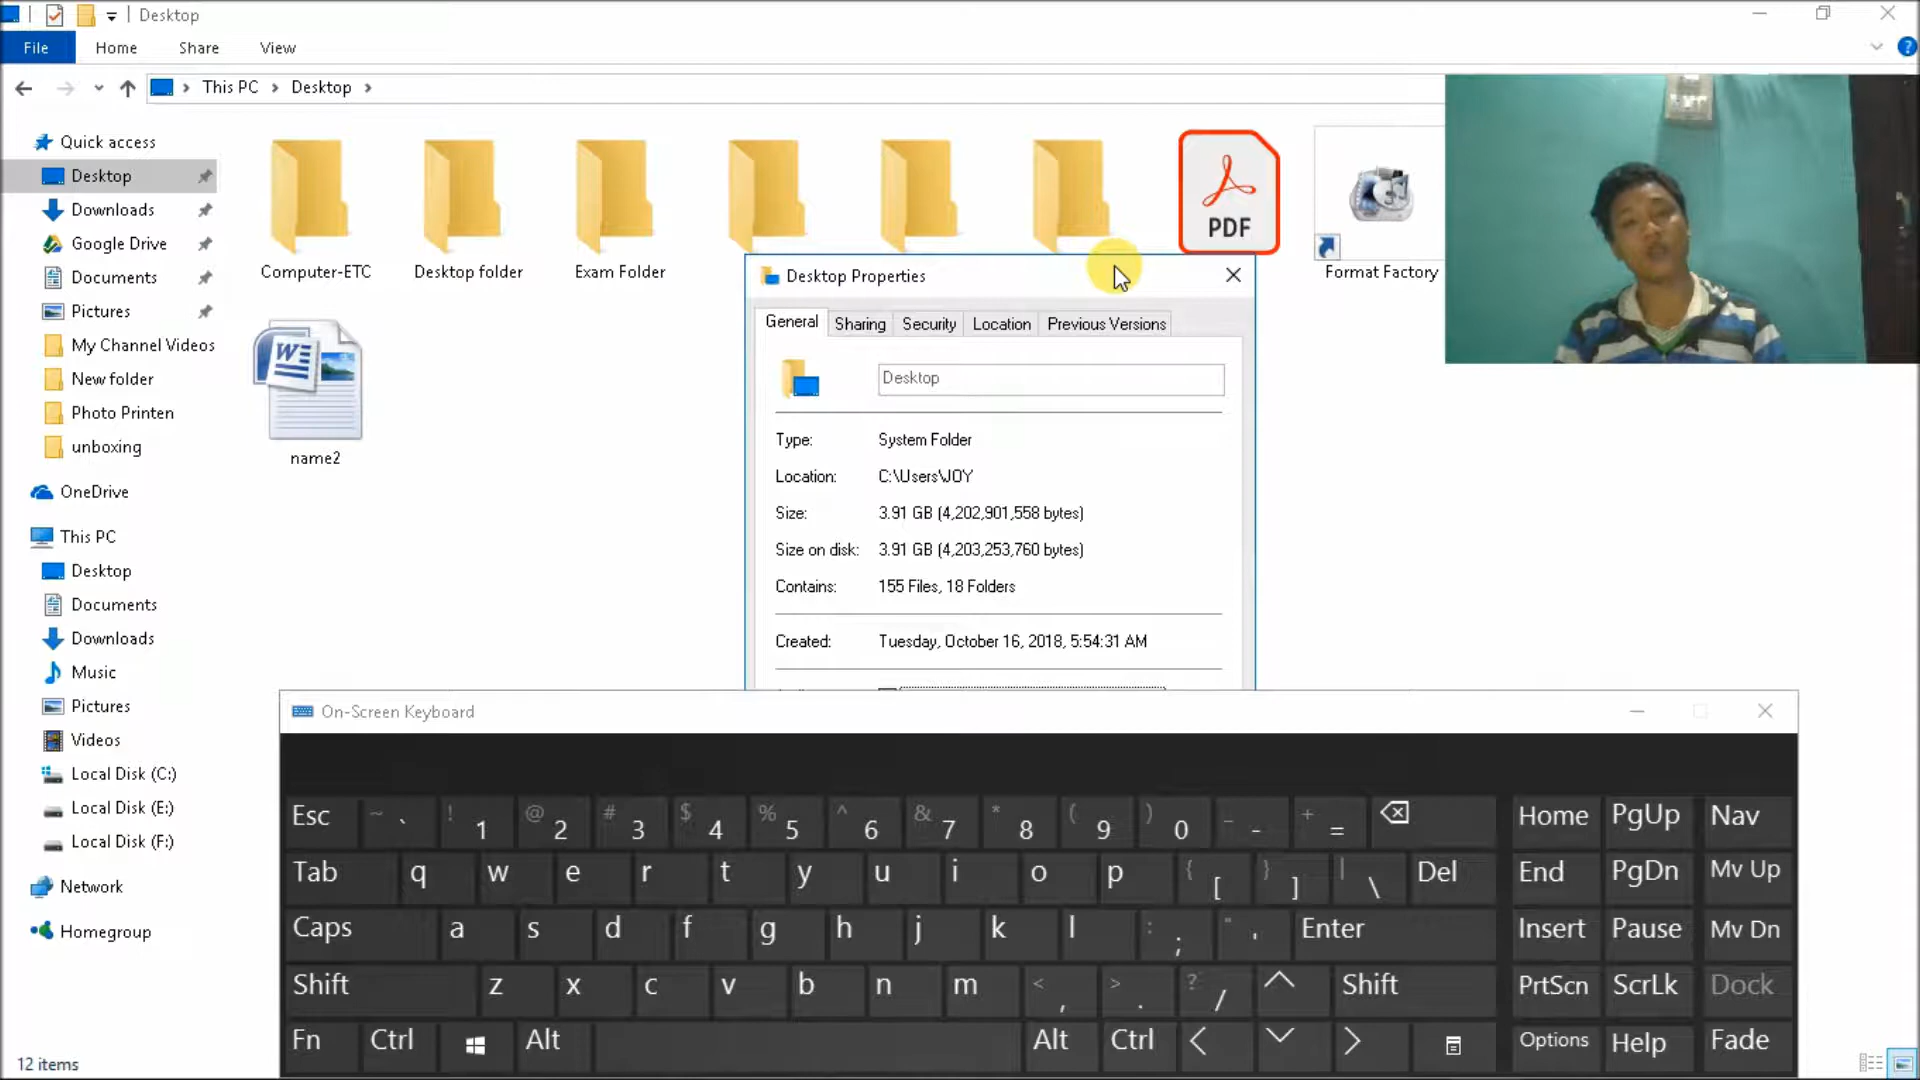 Desktop
File Home Share View
This PC > Desktop >
Quick access
Desktop
Downloads
Google Drive
Documents
Pictures
My Channel Videos
New folder
Photo Printen
unboxing
OneDrive
This PC
Desktop
Documents
Downloads
Music
Pictures
Videos
Local Disk (C:)
Local Disk (E:)
Local Disk (F:)
Network
Homegroup
12 items
PDF
Computer-ETC Desktop folder Exam Folder Format Factory
name2
Desktop Properties
General Sharing Security Location Previous Versions
Desktop
Type: System Folder
Location: C:\Users\JOY
Size: 3.91 GB (4,202,901,558 bytes)
Size on disk: 3.91 GB (4,203,253,760 bytes)
Contains: 155 Files, 18 Folders
Created: Tuesday, October 16, 2018, 5:54:31 AM
On-Screen Keyboard
Esc ~ ` ! 1 @ 2 # 3 $ 4 % 5 ^ 6 & 7 * 8 ( 9 ) 0 _ - + = Home PgUp Nav
Tab q w e r t y u i o p { [ } ] | \ Del End PgDn Mv Up
Caps a s d f g h j k l : ; " ' Enter Insert Pause Mv Dn
Shift z x c v b n m < , > . ? / Shift PrtScn ScrLk Dock
Fn Ctrl Alt Alt Ctrl Options Help Fade